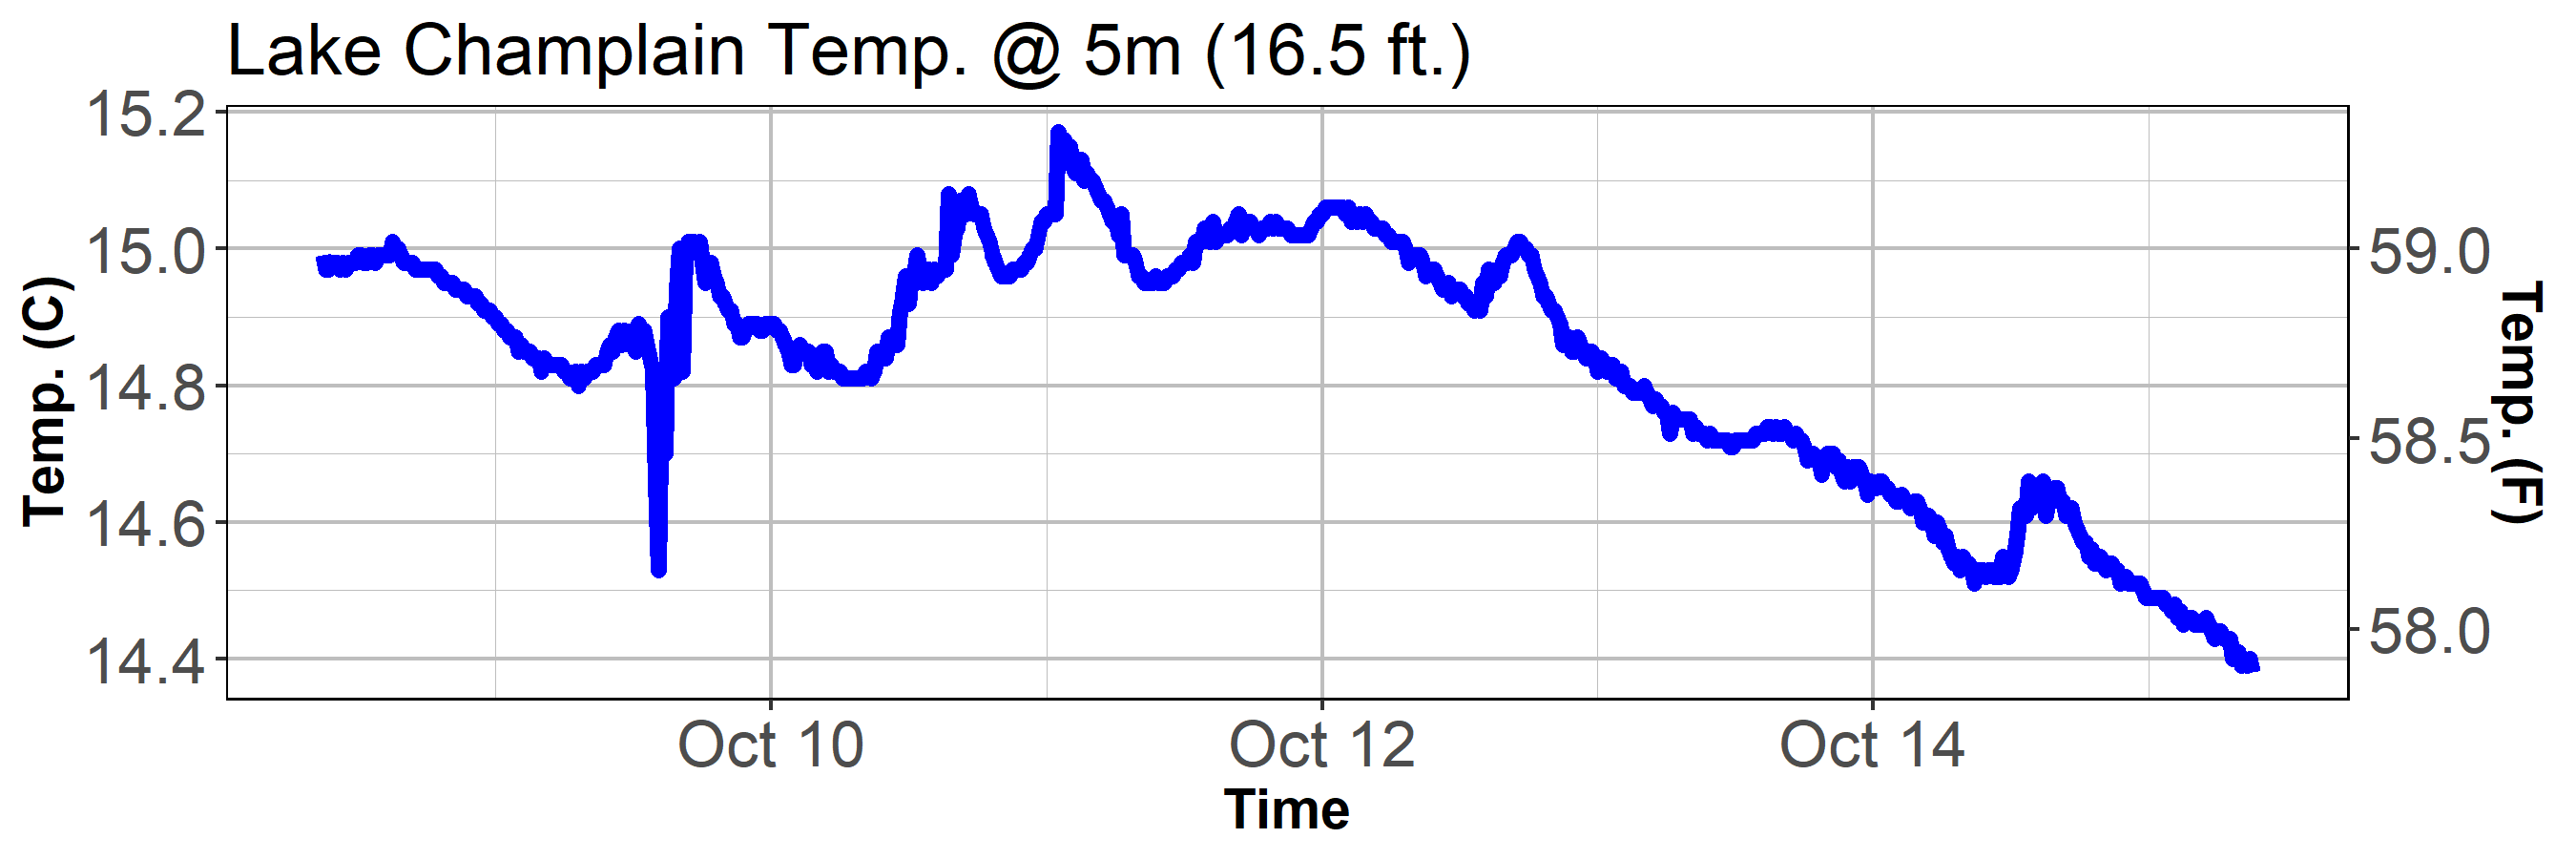 Lake Champlain Temp. @ 5m (16.5 ft.)
15.2
15.0
14.8
14.6
14.4
Temp. (C)
59.0
58.5
58.0
Temp. (F)
Oct 10
Oct 12
Oct 14
Time